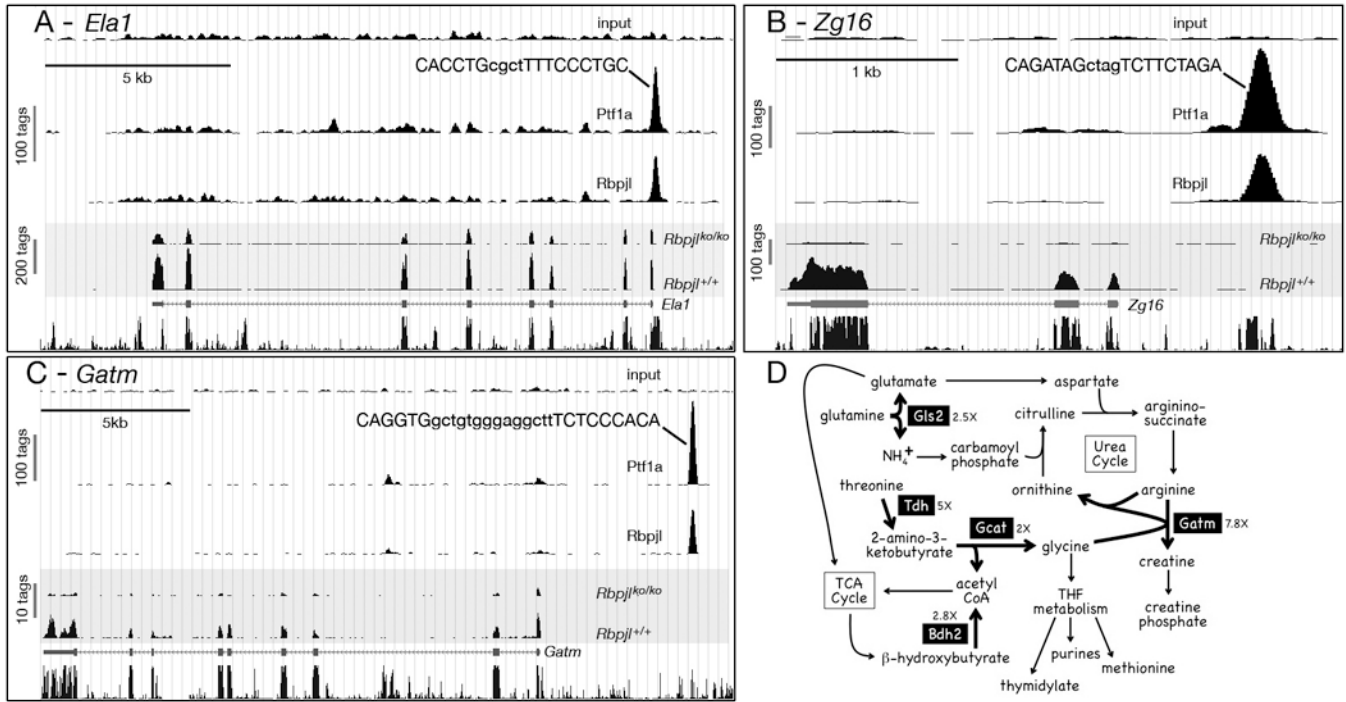 A - Ela1
input
5 kb
CACCTGcgctTTTCCCTGC
Ptf1a
100 tags
Rbpjl
200 tags
Rbpjl ko/ko
Rbpjl +/+
Ela1
B - Zg16
input
1 kb
CAGATAGctagTCTTCTAGA
Ptf1a
100 tags
Rbpjl
100 tags
Rbpjl ko/ko
Rbpjl +/+
Zg16
C - Gatm
input
5kb
CAGGTGgctgtgggaggcttTCTCCCACA
Ptf1a
100 tags
Rbpjl
10 tags
Rbpjl ko/ko
Rbpjl +/+
Gatm
D
glutamate
aspartate
glutamine
Gls2 2.5X
citrulline
arginino-
succinate
NH4+
carbamoyl
phosphate
Urea
Cycle
threonine
ornithine
arginine
Tdh 5X
Gcat 2X
Gatm 7.8X
2-amino-3-
ketobutyrate
glycine
creatine
TCA
Cycle
acetyl
CoA
THF
metabolism
creatine
phosphate
2.8X
Bdh2
β-hydroxybutyrate
purines
methionine
thymidylate